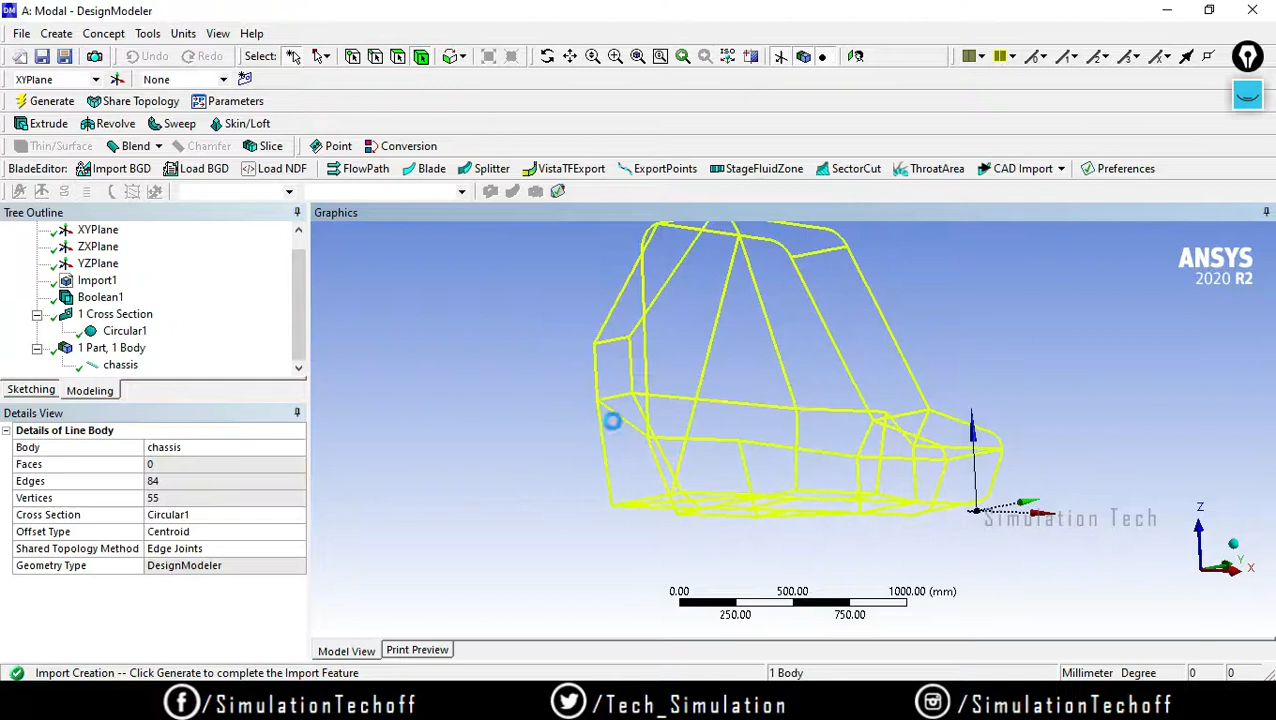 A: Modal - DesignModeler
File Create Concept Tools Units View Help
Undo Redo Select:
XYPlane None
Generate Share Topology Parameters
Extrude Revolve Sweep Skin/Loft
Thin/Surface Blend Chamfer Slice Point Conversion
BladeEditor: Import BGD Load BGD Load NDF FlowPath Blade Splitter VistaTFExport ExportPoints StageFluidZone SectorCut ThroatArea CAD Import Preferences
Tree Outline
XYPlane
ZXPlane
YZPlane
Import1
Boolean1
1 Cross Section
Circular1
1 Part, 1 Body
chassis
Sketching Modeling
Details View
Details of Line Body
Body chassis
Faces 0
Edges 84
Vertices 55
Cross Section Circular1
Offset Type Centroid
Shared Topology Method Edge Joints
Geometry Type DesignModeler
Graphics
ANSYS
2020 R2
Simulation Tech
Z
Y
X
0.00 500.00 1000.00 (mm)
250.00 750.00
Model View Print Preview
Import Creation -- Click Generate to complete the Import Feature 1 Body Millimeter Degree 0 0
/SimulationTechoff /Tech_Simulation /SimulationTechoff